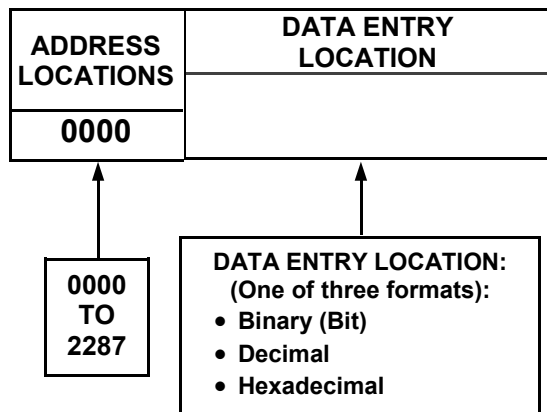 ADDRESS
LOCATIONS
DATA ENTRY
LOCATION
0000
0000
TO
2287
DATA ENTRY LOCATION:
(One of three formats):
• Binary (Bit)
• Decimal
• Hexadecimal